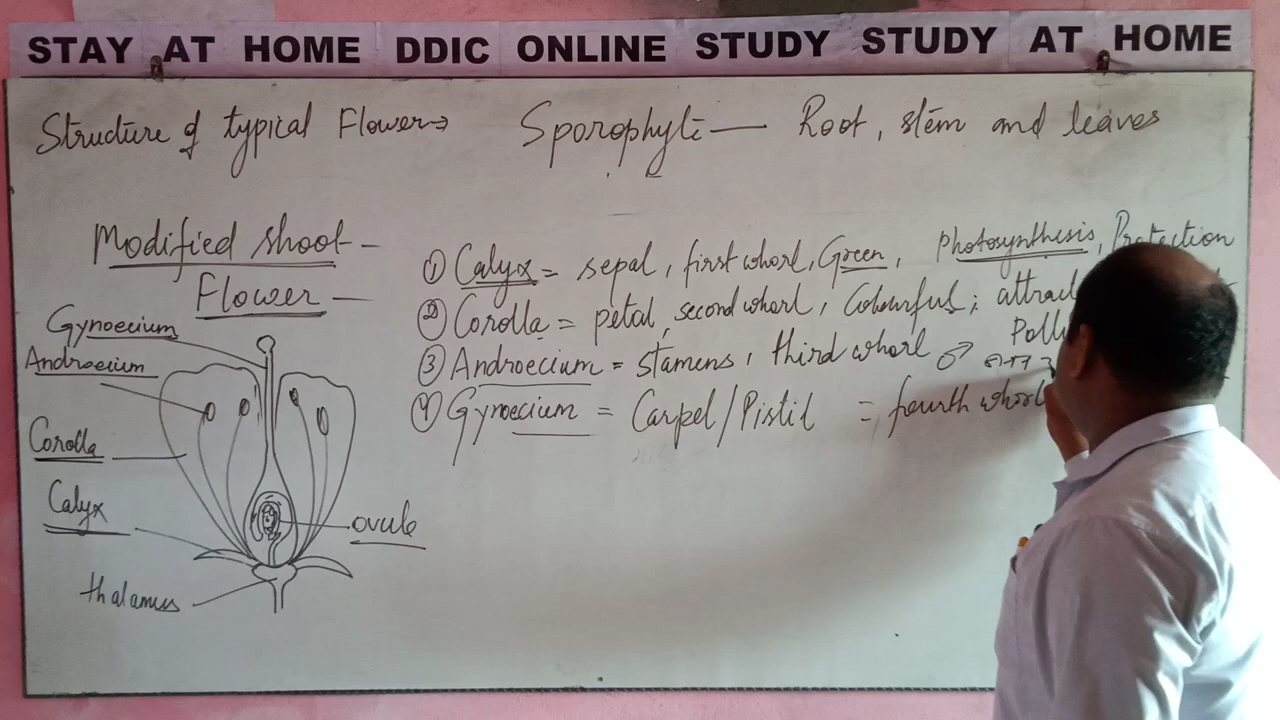 STAY AT HOME DDIC ONLINE STUDY STUDY AT HOME
Structure of typical Flower→
Sporophyte — Root, stem and leaves
Modified shoot —
Flower —
① Calyx = sepal, first whorl, Green, Photosynthesis, Protection
② Corolla = petal, second whorl, Colourful; attract
Poll
③ Androecium = stamens, third whorl ♂
④ Gynoecium = Carpel/Pistil = fourth whorl
Gynoecium
Androecium
Corolla
Calyx
ovule
thalamus